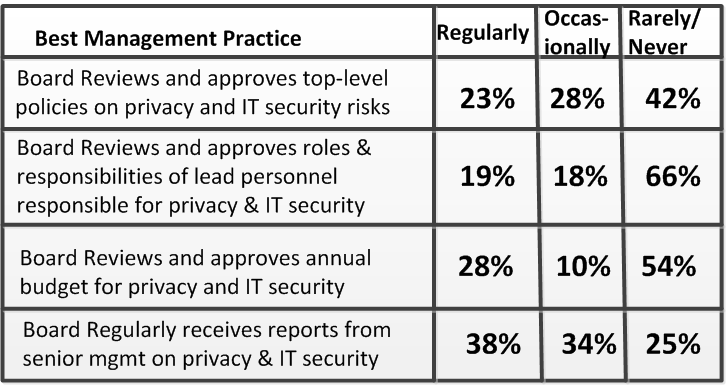 Best Management Practice Regularly Occas-
ionally Rarely/
Never
Board Reviews and approves top-level
policies on privacy and IT security risks
23% 28% 42%
Board Reviews and approves roles &
responsibilities of lead personnel
responsible for privacy & IT security
19% 18% 66%
Board Reviews and approves annual
budget for privacy and IT security
28% 10% 54%
Board Regularly receives reports from
senior mgmt on privacy & IT security
38% 34% 25%